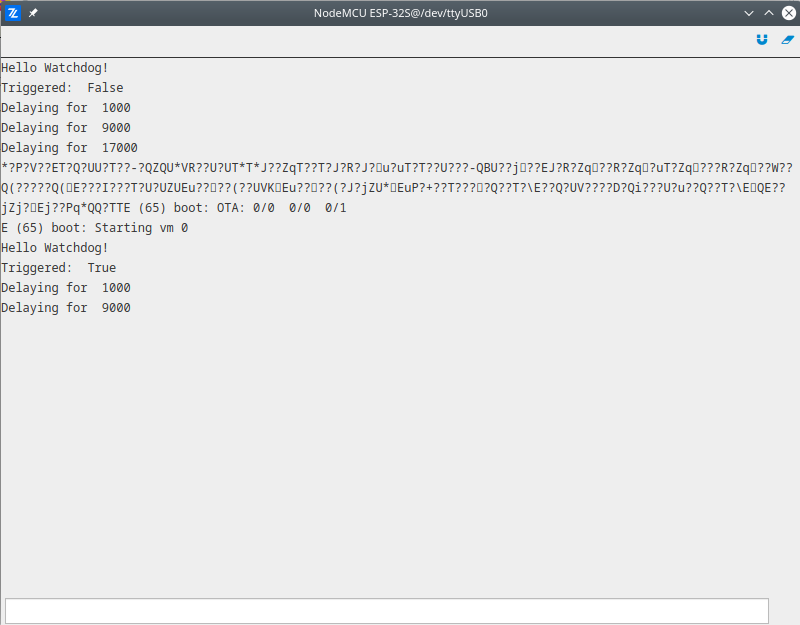 NodeMCU ESP-32S@/dev/ttyUSB0
Hello Watchdog!
Triggered:  False
Delaying for  1000
Delaying for  9000
Delaying for  17000
*?P?V??ET?Q?UU?T??-?QZQU*VR??U?UT*T*J??ZqT??T?J?R?J?▯u?uT?T??U???-QBU??j▯??EJ?R?Zq▯??R?Zq▯?uT?Zq▯???R?Zq▯??W??
Q(?????Q(▯E???I???T?U?UZUEu??▯??(??UVK▯Eu??▯??(?J?jZU*▯EuP?+??T???▯?Q??T?\E??Q?UV????D?Qi???U?u??Q??T?\E▯QE??
jZj?▯Ej??Pq*QQ?TTE (65) boot: OTA: 0/0  0/0  0/1
E (65) boot: Starting vm 0
Hello Watchdog!
Triggered:  True
Delaying for  1000
Delaying for  9000